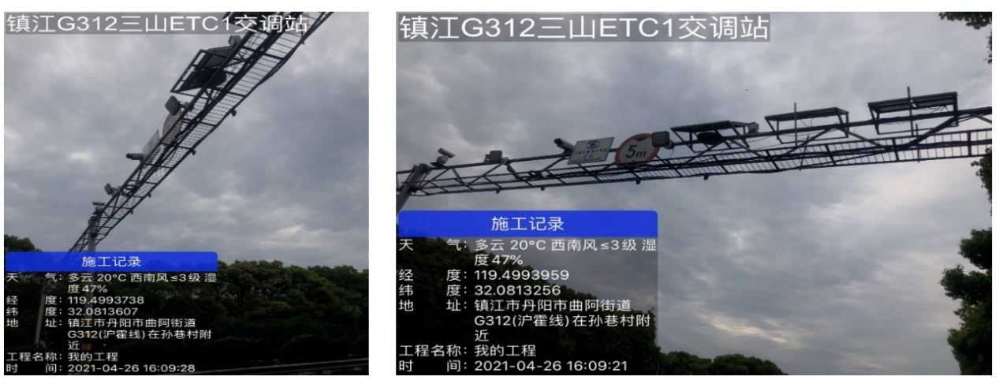 镇江G312三山ETC1交调站
施工记录
天 气：多云 20°C 西南风≤3级 湿
度47%
经 度：119.4993738
纬 度：32.0813607
地 址：镇江市丹阳市曲阿街道
G312(沪霍线)在孙巷村附
近
工程名称：我的工程
时 间：2021-04-26 16:09:28
镇江G312三山ETC1交调站
5m
施工记录
天 气：多云 20°C 西南风≤3级 湿
度47%
经 度：119.4993959
纬 度：32.0813256
地 址：镇江市丹阳市曲阿街道
G312(沪霍线)在孙巷村附
近
工程名称：我的工程
时 间：2021-04-26 16:09:21